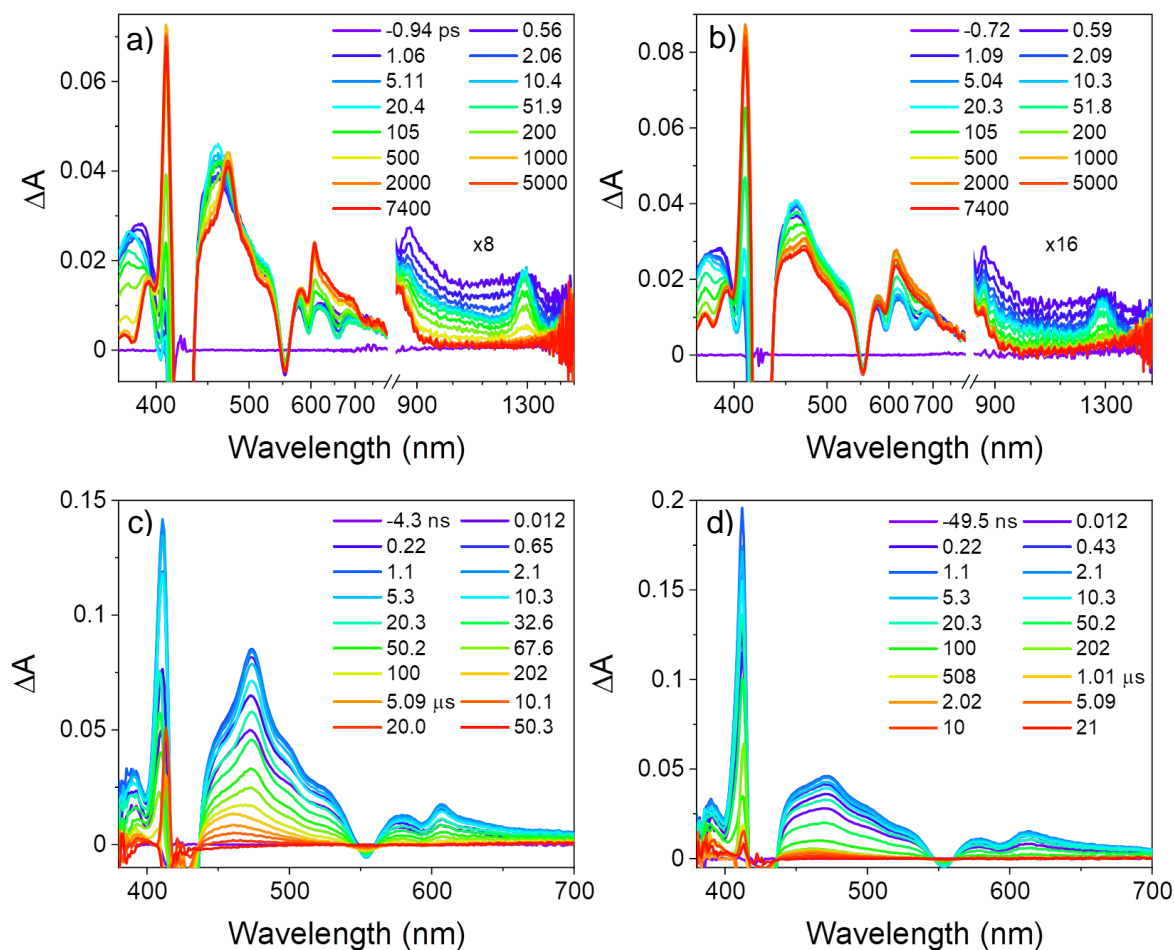 a)
-0.94 ps 0.56
1.06 2.06
5.11 10.4
20.4 51.9
105 200
500 1000
2000 5000
7400
x8
ΔA
0.06
0.04
0.02
0
400 500 600 700 900 1300
Wavelength (nm)
b)
-0.72 0.59
1.09 2.09
5.04 10.3
20.3 51.8
105 200
500 1000
2000 5000
7400
x16
ΔA
0.08
0.06
0.04
0.02
0
400 500 600 700 900 1300
Wavelength (nm)
c)
-4.3 ns 0.012
0.22 0.65
1.1 2.1
5.3 10.3
20.3 32.6
50.2 67.6
100 202
5.09 μs 10.1
20.0 50.3
ΔA
0.15
0.1
0.05
0
400 500 600 700
Wavelength (nm)
d)
-49.5 ns 0.012
0.22 0.43
1.1 2.1
5.3 10.3
20.3 50.2
100 202
508 1.01 μs
2.02 5.09
10 21
ΔA
0.2
0.15
0.1
0.05
0
400 500 600 700
Wavelength (nm)